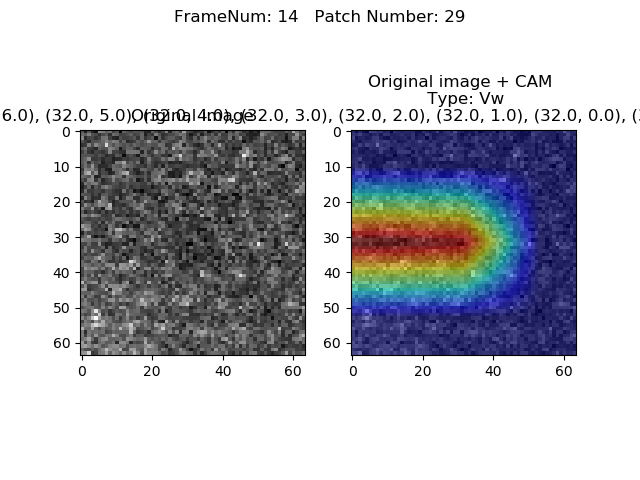 FrameNum: 14   Patch Number: 29
Original image + CAM
Type: Vw
6.0), (32.0, 5.0), (32.0, 4.0), (32.0, 3.0), (32.0, 2.0), (32.0, 1.0), (32.0, 0.0), (3
Original image
0
10
20
30
40
50
60
0 20 40 60
0
10
20
30
40
50
60
0 20 40 60